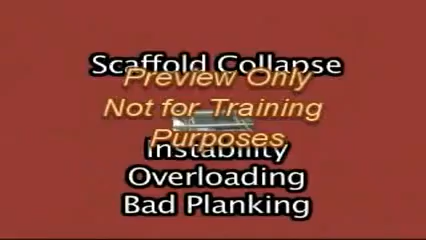 Scaffold Collapse
Preview Only
Not for Training
Purposes
Instability
Overloading
Bad Planking